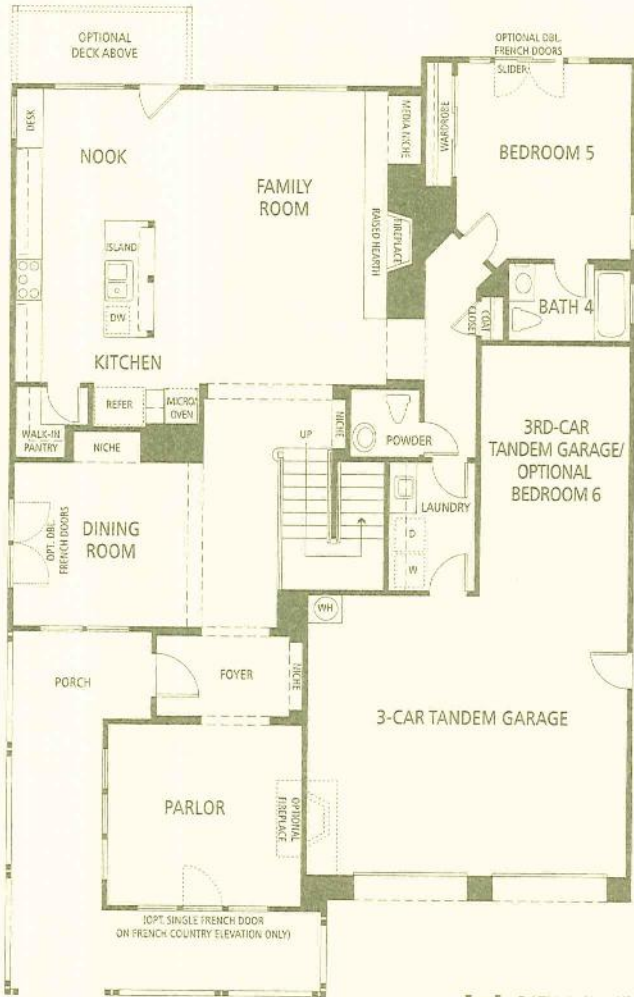 OPTIONAL
DECK ABOVE
OPTIONAL DBL.
FRENCH DOORS
SLIDER
DESK
NOOK
MEDIA NICHE
WARDROBE
BEDROOM 5
FAMILY
ROOM
RAISED HEARTH
FIREPLACE
ISLAND
DW
COAT
CLOSET
BATH 4
KITCHEN
REFER
MICRO/
OVEN
WALK-IN
PANTRY
NICHE
NICHE
UP
POWDER
3RD-CAR
TANDEM GARAGE/
OPTIONAL
BEDROOM 6
LAUNDRY
D
W
OPT. DBL.
FRENCH DOORS
DINING
ROOM
WH
PORCH
FOYER
NICHE
3-CAR TANDEM GARAGE
PARLOR
OPTIONAL
FIREPLACE
(OPT. SINGLE FRENCH DOOR
ON FRENCH COUNTRY ELEVATION ONLY)